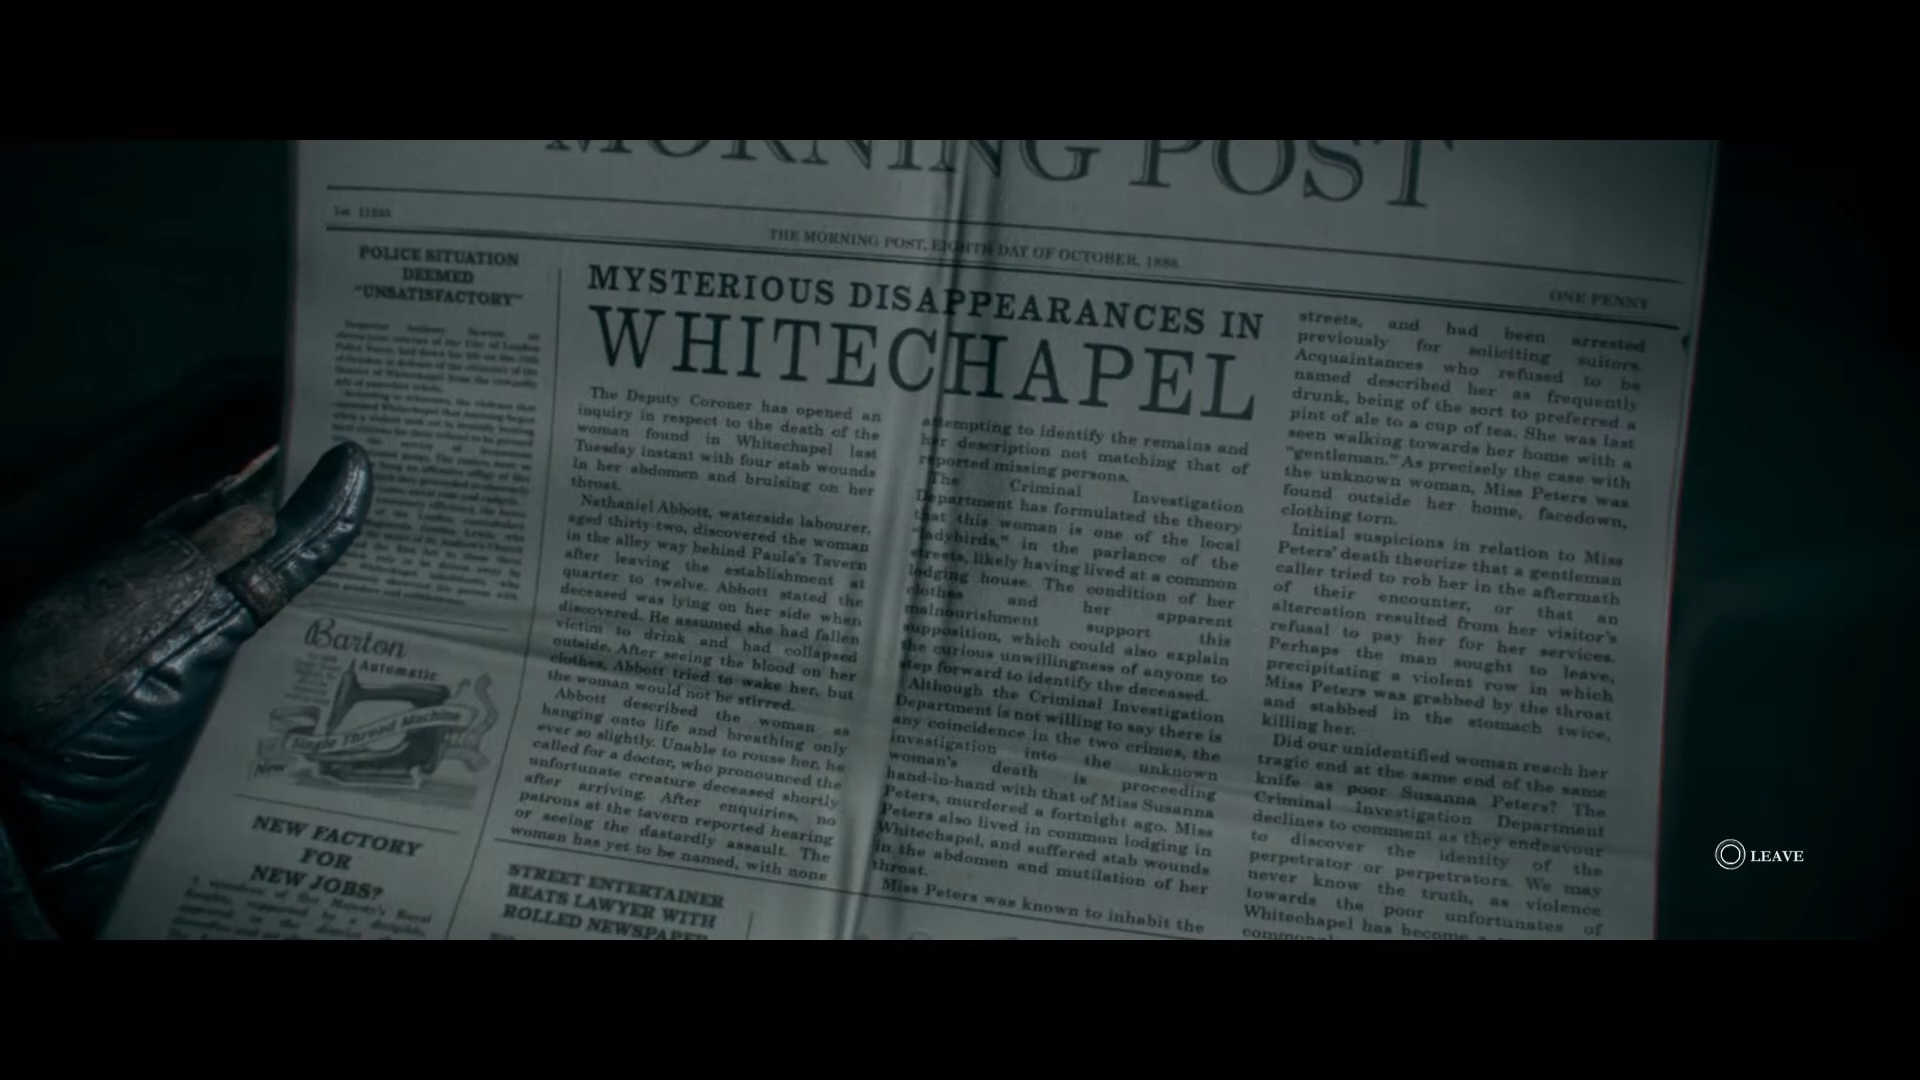 MORNING POST
THE MORNING POST, EIGHTH DAY OF OCTOBER, 1886
ONE PENNY
POLICE SITUATION
DEEMED
"UNSATISFACTORY"
MYSTERIOUS DISAPPEARANCES IN
WHITECHAPEL
The Deputy Coroner has opened an
inquiry in respect to the death of the
woman found in Whitechapel last
Tuesday instant with four stab wounds
in her abdomen and bruising on her
throat.
Nathaniel Abbott, waterside labourer,
aged thirty-two, discovered the woman
in the alley way behind Paula's Tavern
after leaving the establishment at
quarter to twelve. Abbott stated the
deceased was lying on her side when
discovered. He assumed she had fallen
victim to drink and had collapsed
outside. After seeing the blood on her
clothes, Abbott tried to wake her, but
the woman would not be stirred.
Abbott described the woman as
hanging onto life and breathing only
ever so slightly. Unable to rouse her, he
called for a doctor, who pronounced the
unfortunate creature deceased shortly
after arriving. After enquiries, no
patrons at the tavern reported hearing
or seeing the dastardly assault. The
woman has yet to be named, with none
attempting to identify the remains and
her description not matching that of
reported missing persons.
The Criminal Investigation
Department has formulated the theory
that this woman is one of the local
"ladybirds," in the parlance of the
streets, likely having lived at a common
lodging house. The condition of her
clothes and her apparent
malnourishment support this
supposition, which could also explain
the curious unwillingness of anyone to
step forward to identify the deceased.
Although the Criminal Investigation
Department is not willing to say there is
any coincidence in the two crimes, the
investigation into the unknown
woman's death is proceeding
hand-in-hand with that of Miss Susanna
Peters, murdered a fortnight ago. Miss
Peters also lived in common lodging in
Whitechapel, and suffered stab wounds
in the abdomen and mutilation of her
throat.
Miss Peters was known to inhabit the
streets, and had been arrested
previously for soliciting suitors.
Acquaintances who refused to be
named described her as frequently
drunk, being of the sort to preferred a
pint of ale to a cup of tea. She was last
seen walking towards her home with a
"gentleman." As precisely the case with
the unknown woman, Miss Peters was
found outside her home, facedown,
clothing torn.
Initial suspicions in relation to Miss
Peters' death theorize that a gentleman
caller tried to rob her in the aftermath
of their encounter, or that an
altercation resulted from her visitor's
refusal to pay her for her services.
Perhaps the man sought to leave,
precipitating a violent row in which
Miss Peters was grabbed by the throat
and stabbed in the stomach twice,
killing her.
Did our unidentified woman reach her
tragic end at the same end of the same
knife as poor Susanna Peters? The
Criminal Investigation Department
declines to comment as they endeavour
to discover the identity of the
perpetrator or perpetrators. We may
never know the truth, as violence
towards the poor unfortunates of
Whitechapel has become
Barton
Automatic
Single Thread Machine
New
NEW FACTORY
FOR
NEW JOBS?
STREET ENTERTAINER
BEATS LAWYER WITH
ROLLED NEWSPAPER
LEAVE